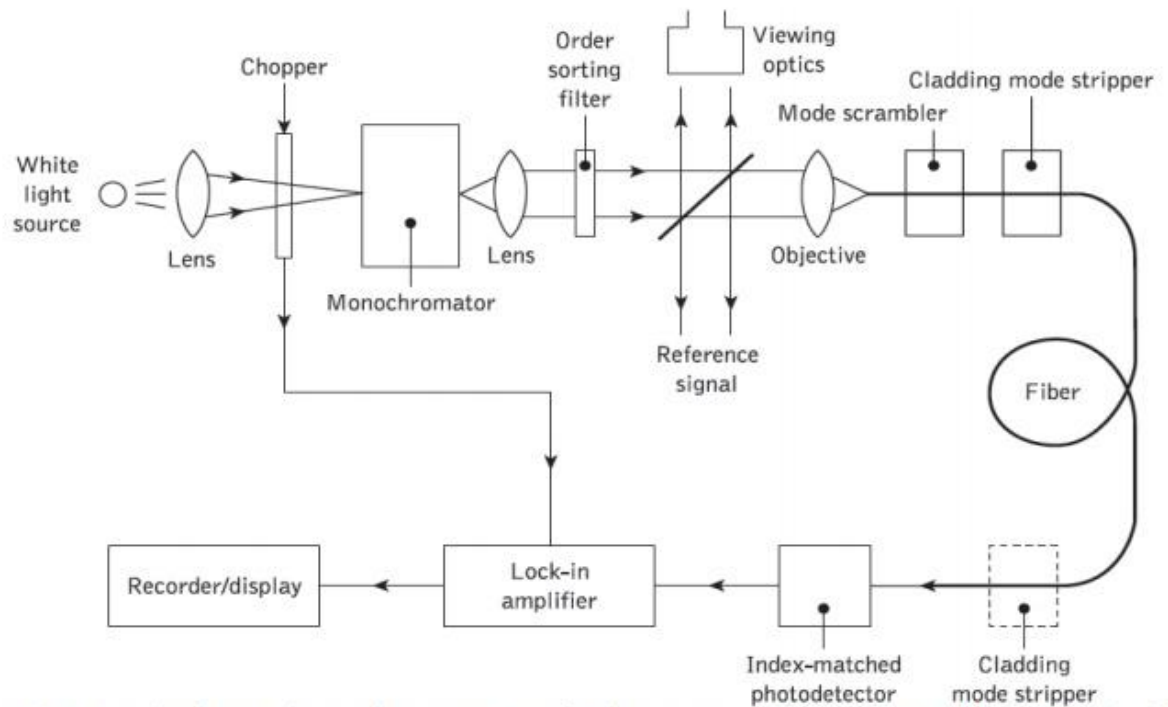 Order
sorting
filter
Viewing
optics
Chopper
Cladding mode stripper
Mode scrambler
White
light
source
Lens
Monochromator
Lens
Objective
Reference
signal
Fiber
Recorder/display
Lock-in
amplifier
Index-matched
photodetector
Cladding
mode stripper